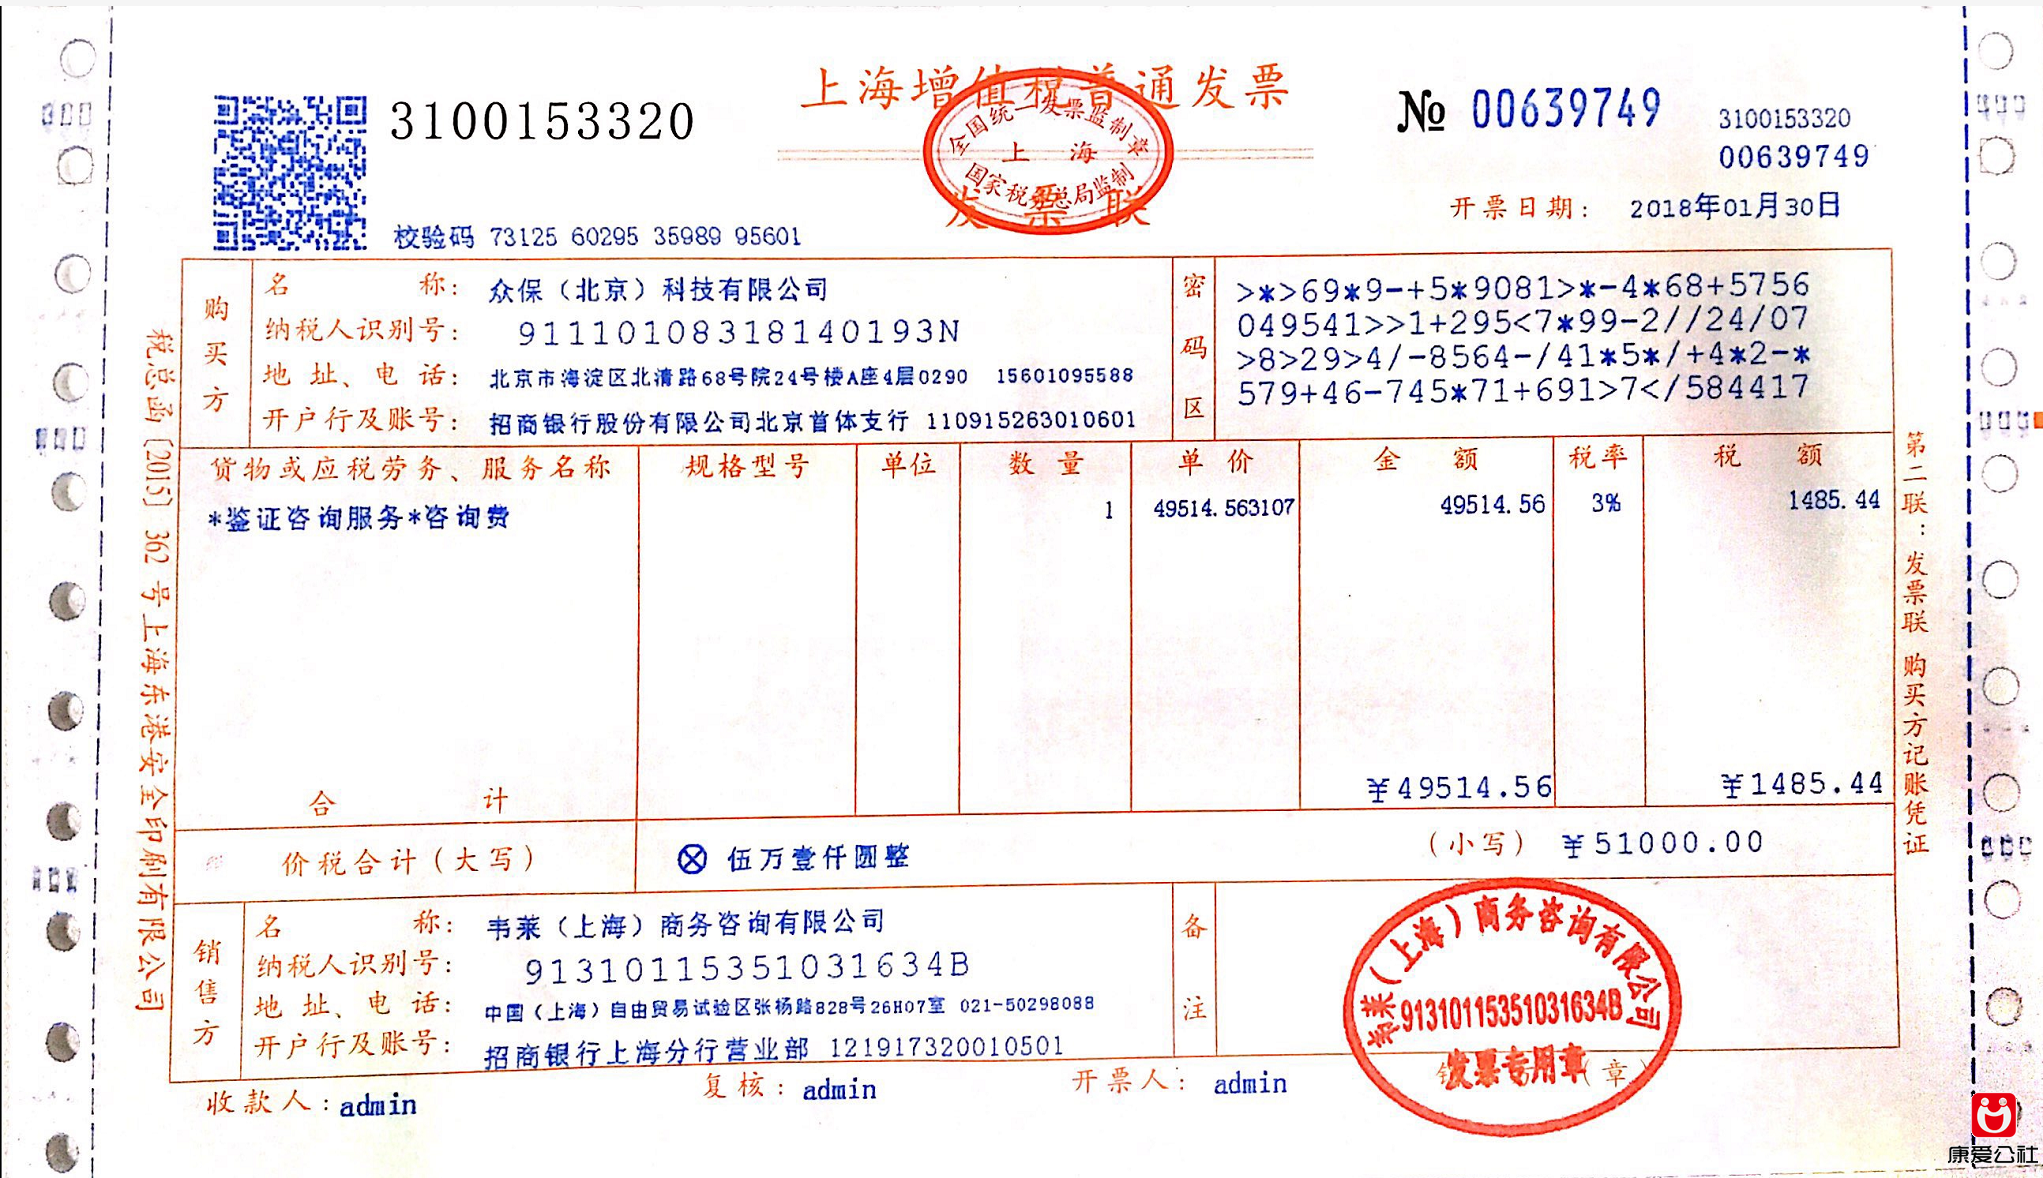 上海增值税普通发票
3100153320
№ 00639749
3100153320
00639749
全国统一发票监制章
上海
国家税务总局监制
发票联
开票日期： 2018年01月30日
校验码 73125 60295 35989 95601
购买方
名称： 众保（北京）科技有限公司
纳税人识别号： 91110108318140193N
地址、电话： 北京市海淀区北清路68号院24号楼A座4层0290 15601095588
开户行及账号： 招商银行股份有限公司北京首体支行 110915263010601
密码区
>*>69*9-+5*9081>*-4*68+5756
049541>>1+295<7*99-2//24/07
>8>29>4/-8564-/41*5*/+4*2-*
579+46-745*71+691>7</584417
货物或应税劳务、服务名称 规格型号 单位 数量 单价 金额 税率 税额
*鉴证咨询服务*咨询费 1 49514.563107 49514.56 3% 1485.44
合计 ￥49514.56 ￥1485.44
价税合计（大写） ⊗ 伍万壹仟圆整 （小写） ￥51000.00
销售方
名称： 韦莱（上海）商务咨询有限公司
纳税人识别号： 91310115351031634B
地址、电话： 中国（上海）自由贸易试验区张杨路828号26H07室 021-50298088
开户行及账号： 招商银行上海分行营业部 121917320010501
备注
韦莱（上海）商务咨询有限公司
91310115351031634B
发票专用章
（章）
收款人：admin 复核：admin 开票人：admin
税总函〔2015〕362号上海东港安全印刷有限公司
第二联：发票联 购买方记账凭证
康爱公社